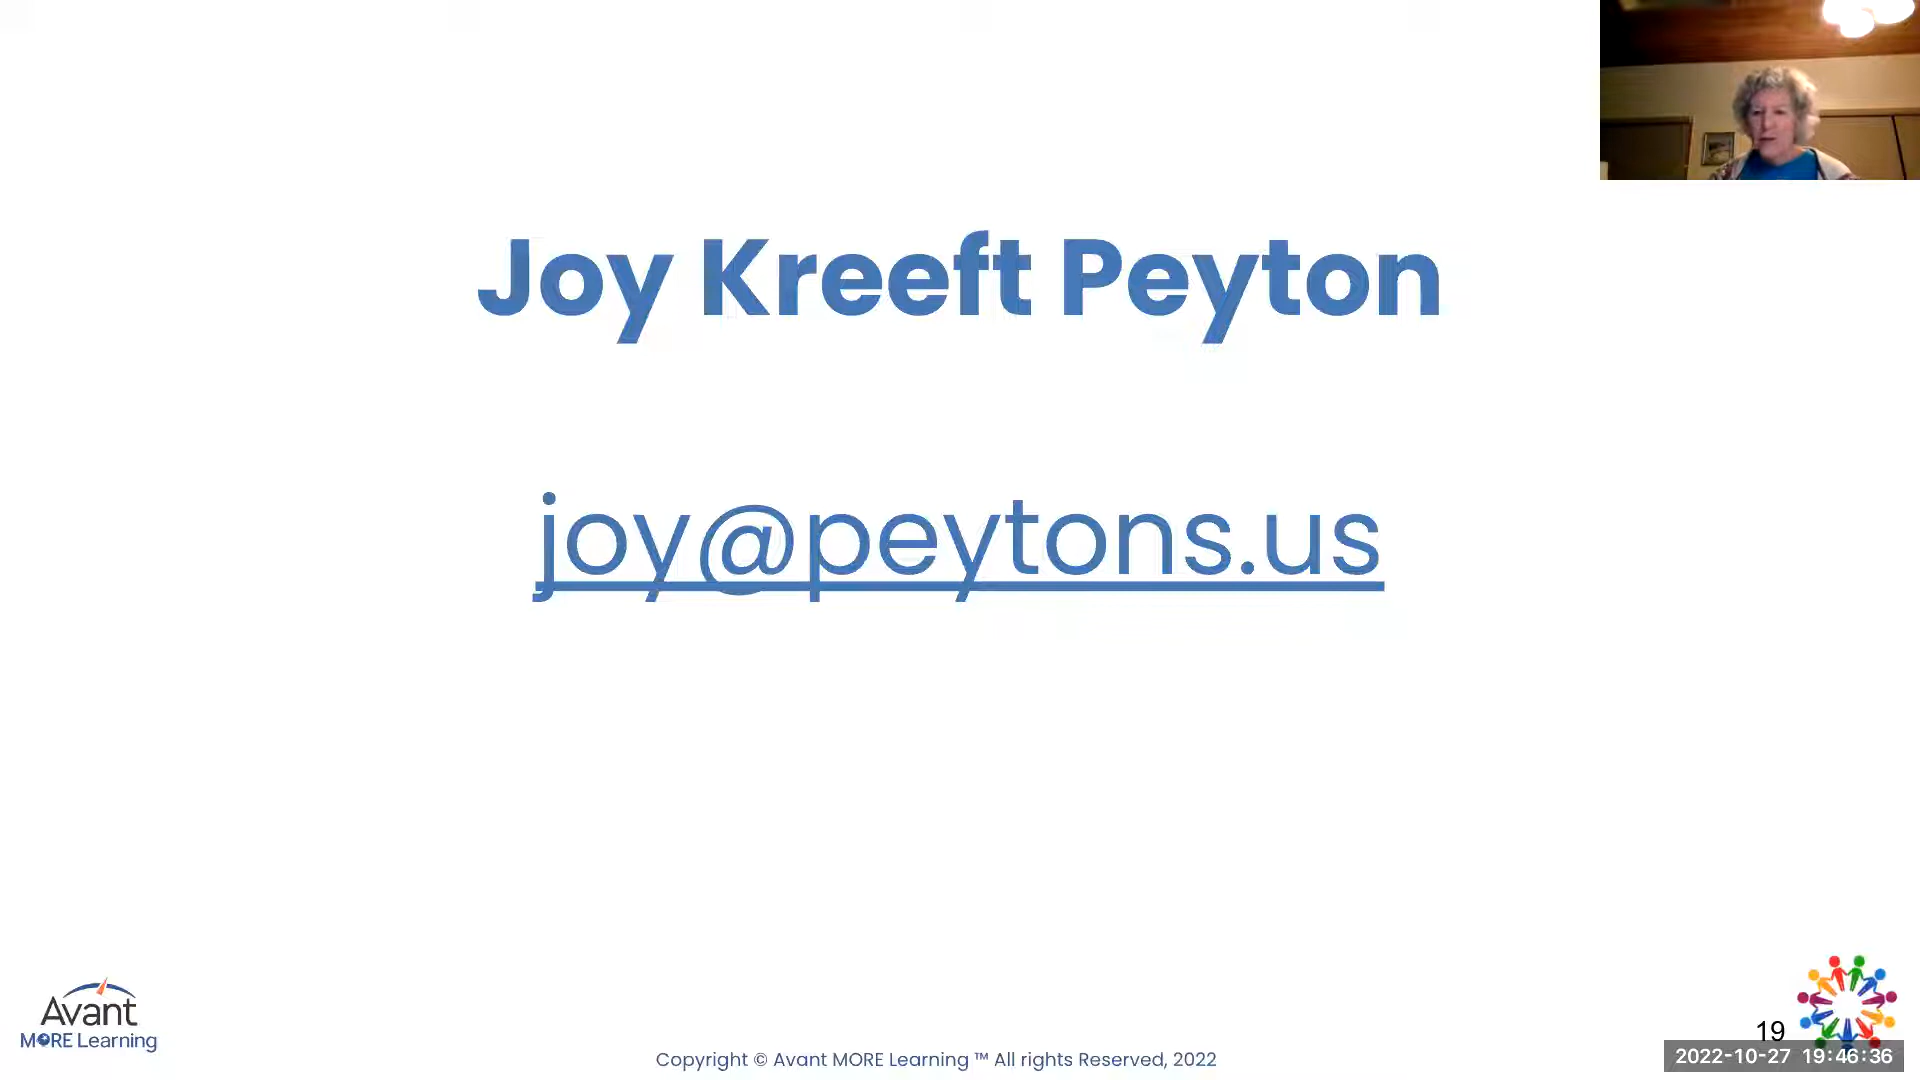 Joy Kreeft Peyton
joy@peytons.us
Avant
MORE Learning
Copyright © Avant MORE Learning ™ All rights Reserved, 2022
19
2022-10-27 19:46:36